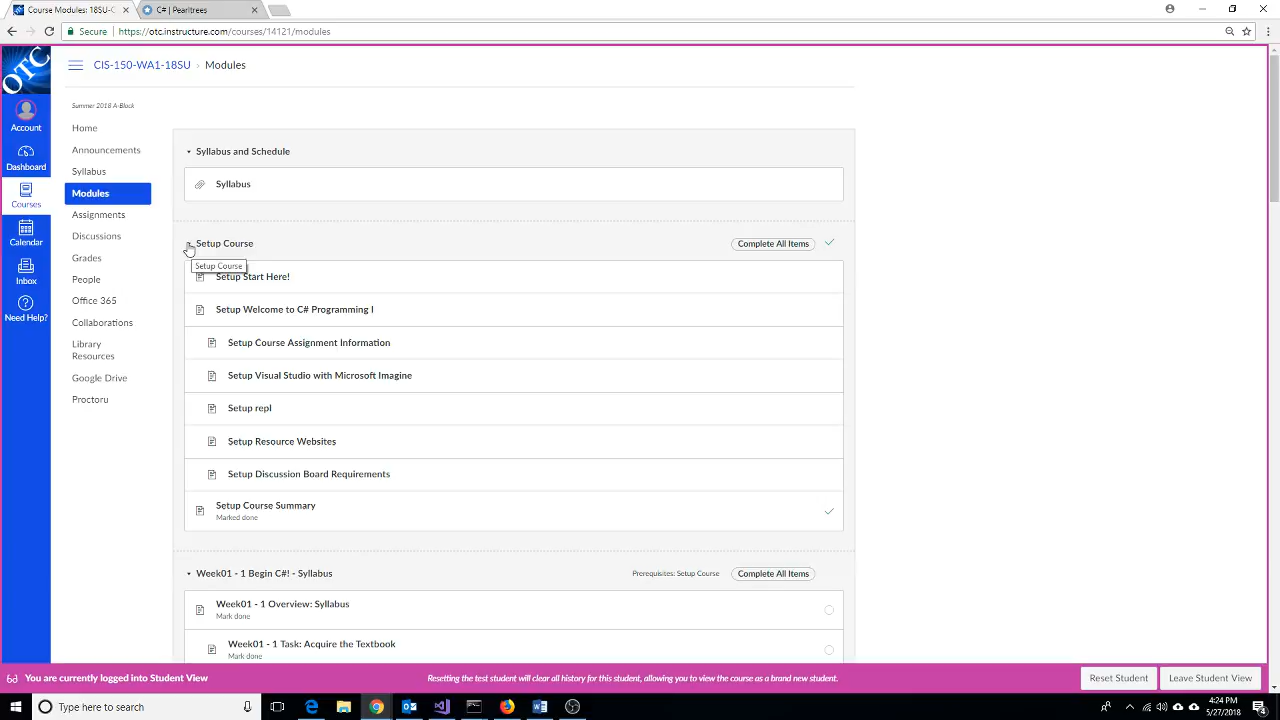 Course Modules: 18SU-C
C# | Pearltrees
Secure
https://otc.instructure.com/courses/14121/modules
OTC
CIS-150-WA1-18SU › Modules
Account
Dashboard
Courses
Calendar
Inbox
Need Help?
Summer 2018 A-Block
Home
Announcements
Syllabus
Modules
Assignments
Discussions
Grades
People
Office 365
Collaborations
Library
Resources
Google Drive
Proctoru
Syllabus and Schedule
Syllabus
Setup Course
Complete All Items
Setup Course
Setup Start Here!
Setup Welcome to C# Programming I
Setup Course Assignment Information
Setup Visual Studio with Microsoft Imagine
Setup repl
Setup Resource Websites
Setup Discussion Board Requirements
Setup Course Summary
Marked done
Week01 - 1 Begin C#! - Syllabus
Prerequisites: Setup Course
Complete All Items
Week01 - 1 Overview: Syllabus
Mark done
Week01 - 1 Task: Acquire the Textbook
Mark done
You are currently logged into Student View
Resetting the test student will clear all history for this student, allowing you to view the course as a brand new student.
Reset Student
Leave Student View
Type here to search
4:24 PM
5/27/2018